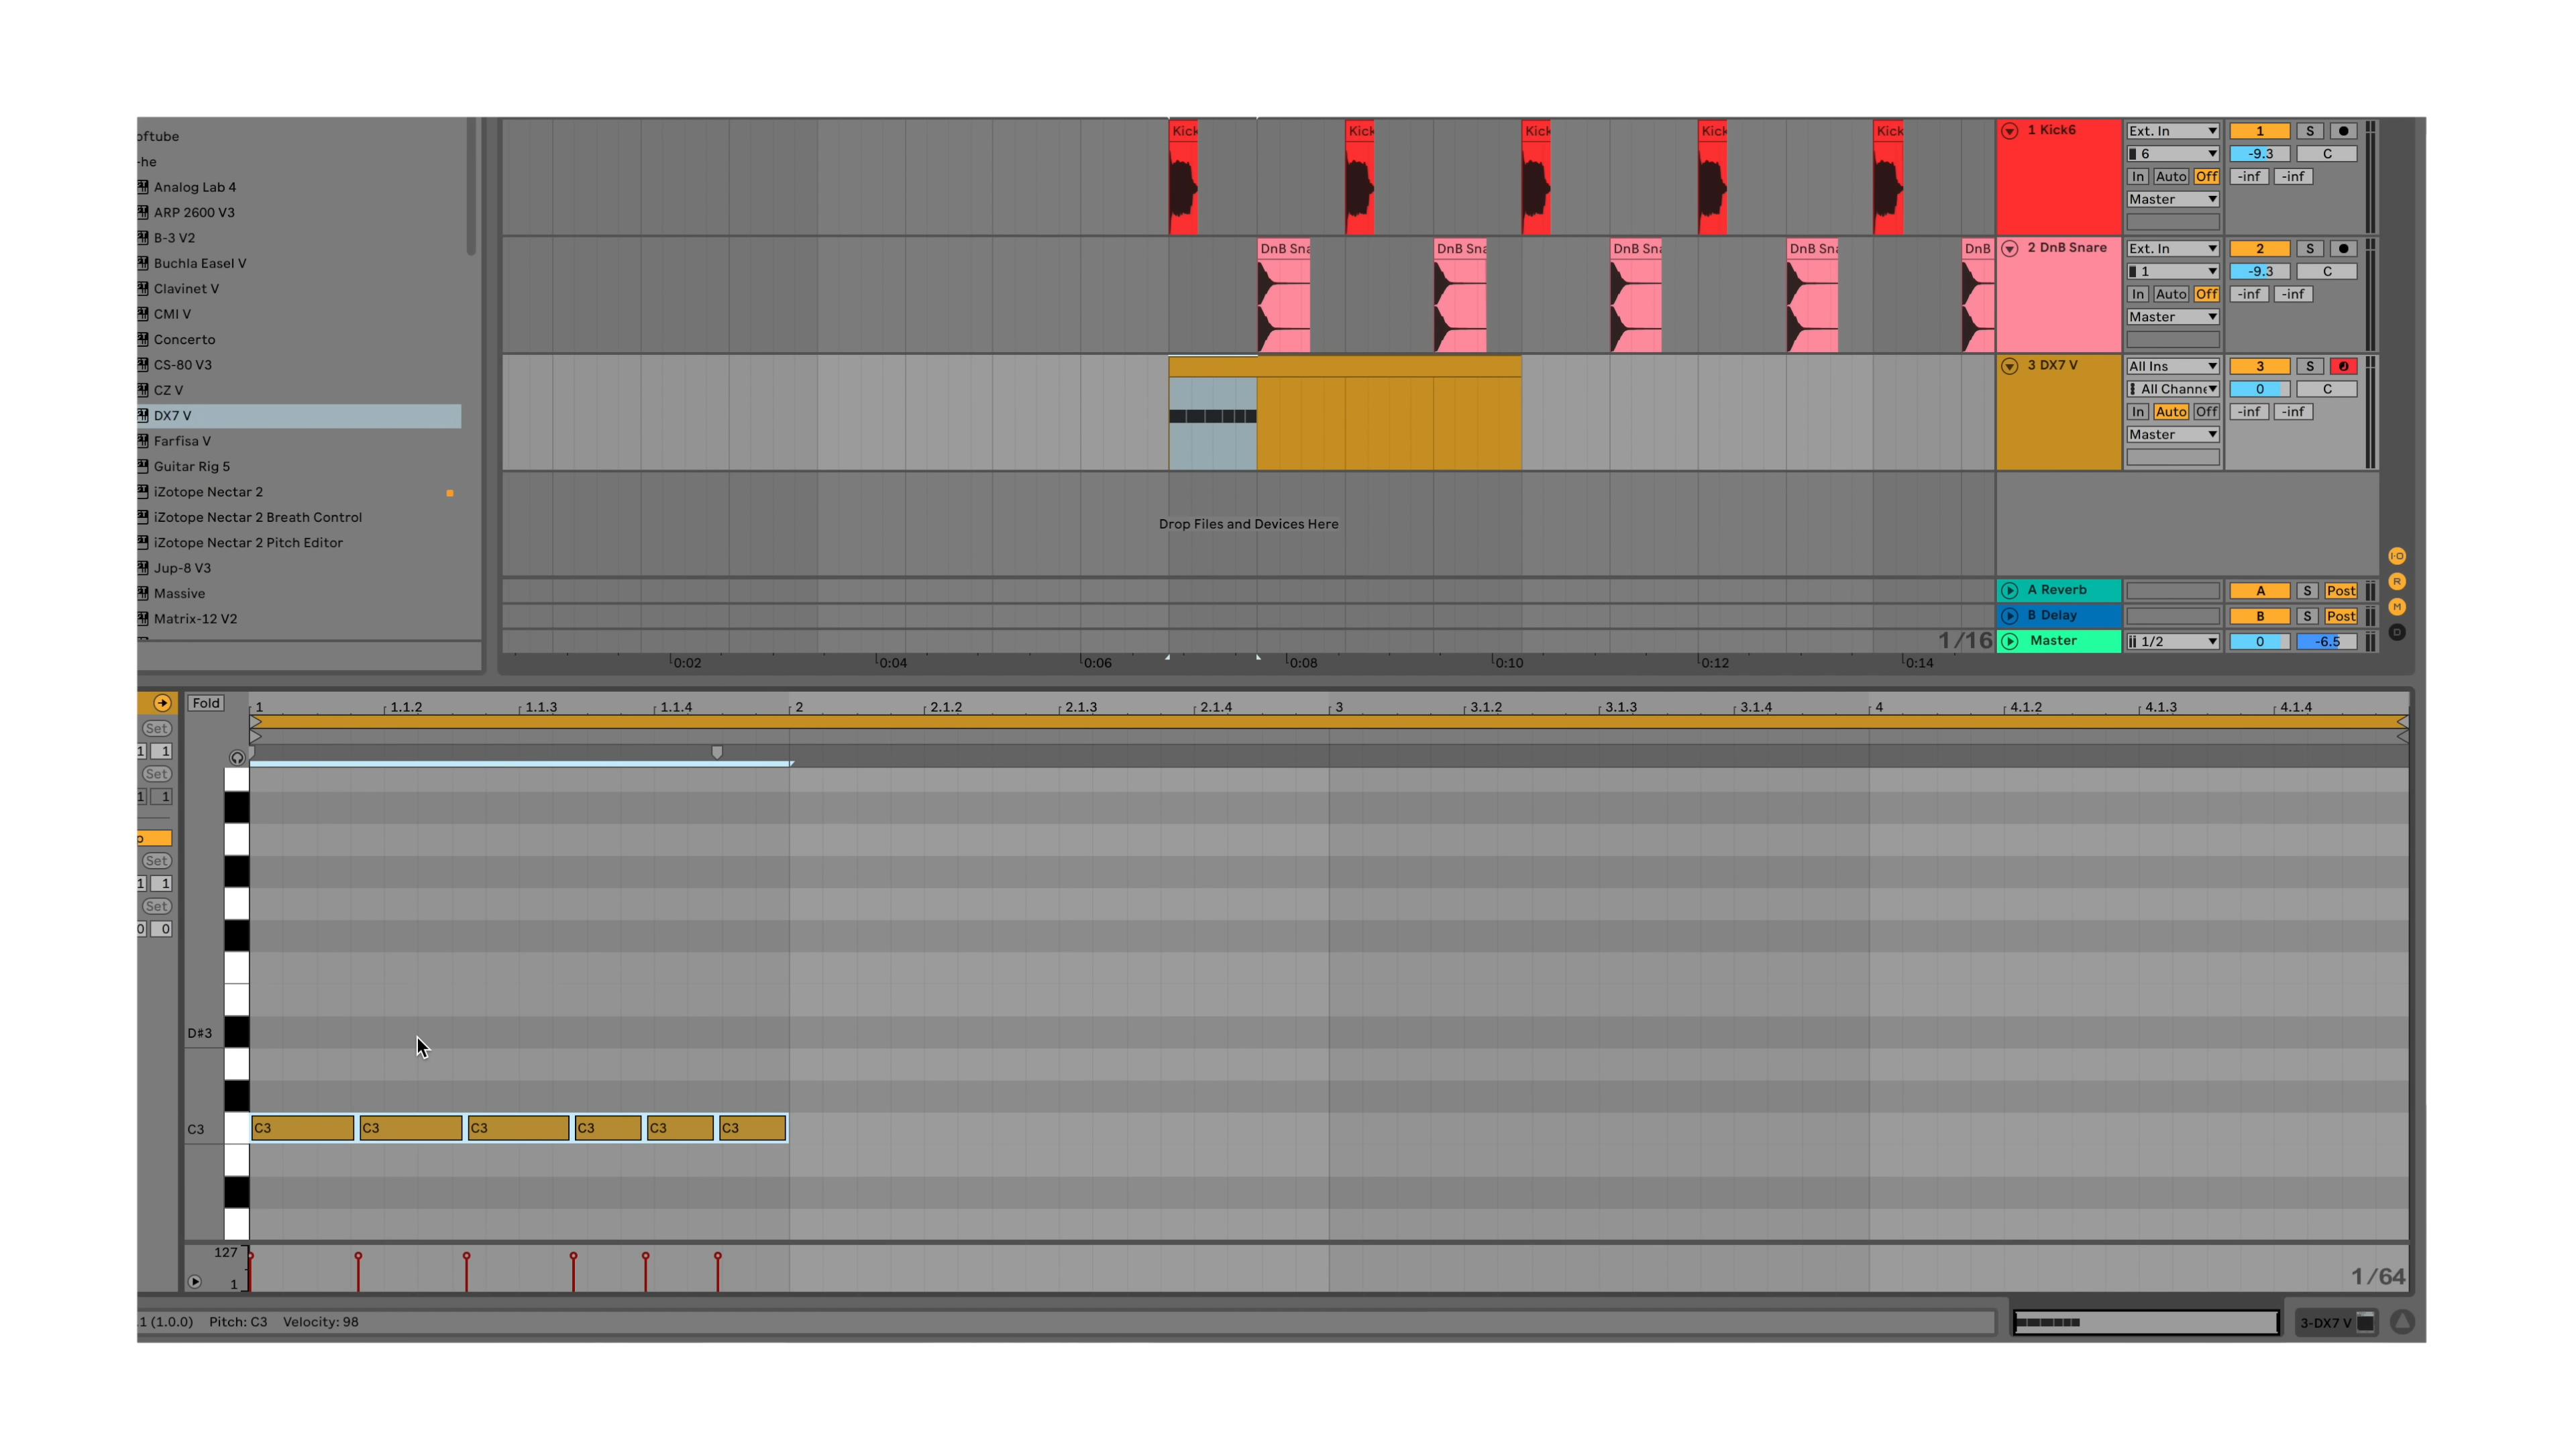 oftube
-he
Analog Lab 4
ARP 2600 V3
B-3 V2
Buchla Easel V
Clavinet V
CMI V
Concerto
CS-80 V3
CZ V
DX7 V
Farfisa V
Guitar Rig 5
iZotope Nectar 2
iZotope Nectar 2 Breath Control
iZotope Nectar 2 Pitch Editor
Jup-8 V3
Massive
Matrix-12 V2
Kick Kick Kick Kick Kick
DnB Sna DnB Sna DnB Sna DnB Sna DnB
Drop Files and Devices Here
1/16
0:02 0:04 0:06 0:08 0:10 0:12 0:14
1 Kick6 Ext. In 1 S
6 -9.3 C
In Auto Off -inf -inf
Master
2 DnB Snare Ext. In 2 S
1 -9.3 C
In Auto Off -inf -inf
Master
3 DX7 V All Ins 3 S
All Channe 0 C
In Auto Off -inf -inf
Master
A Reverb A S Post
B Delay B S Post
Master 1/2 0 -6.5
I·O
R
M
D
Fold 1 1.1.2 1.1.3 1.1.4 2 2.1.2 2.1.3 2.1.4 3 3.1.2 3.1.3 3.1.4 4 4.1.2 4.1.3 4.1.4
Set
1 1
Set
1 1
Set
1 1
Set
0 0
D#3
C3 C3 C3 C3 C3 C3 C3
127
1
1/64
.1 (1.0.0) Pitch: C3 Velocity: 98
3-DX7 V